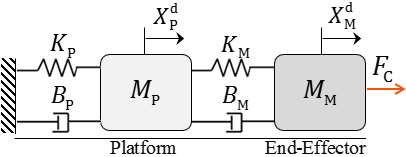 X_P^d X_M^d
K_P K_M
F_C
M_P M_M
B_P B_M
Platform End-Effector